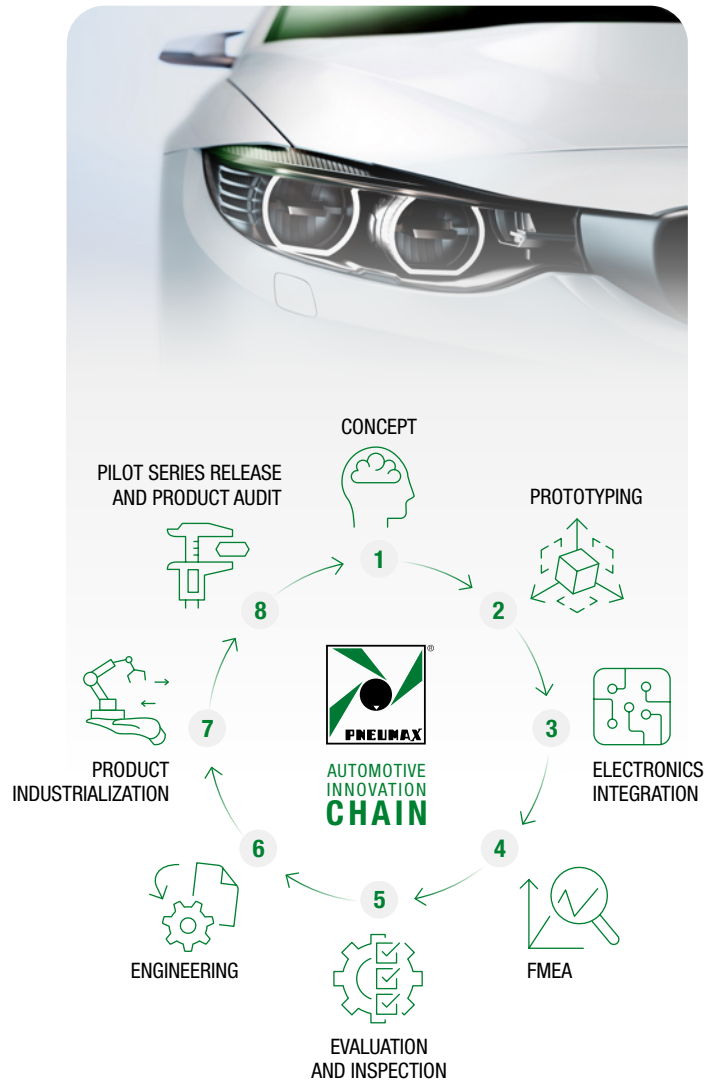 CONCEPT
1
PROTOTYPING
2
3
ELECTRONICS
INTEGRATION
4
FMEA
5
EVALUATION
AND INSPECTION
6
ENGINEERING
7
PRODUCT
INDUSTRIALIZATION
8
PILOT SERIES RELEASE
AND PRODUCT AUDIT
PNEUMAX
®
AUTOMOTIVE
INNOVATION
CHAIN